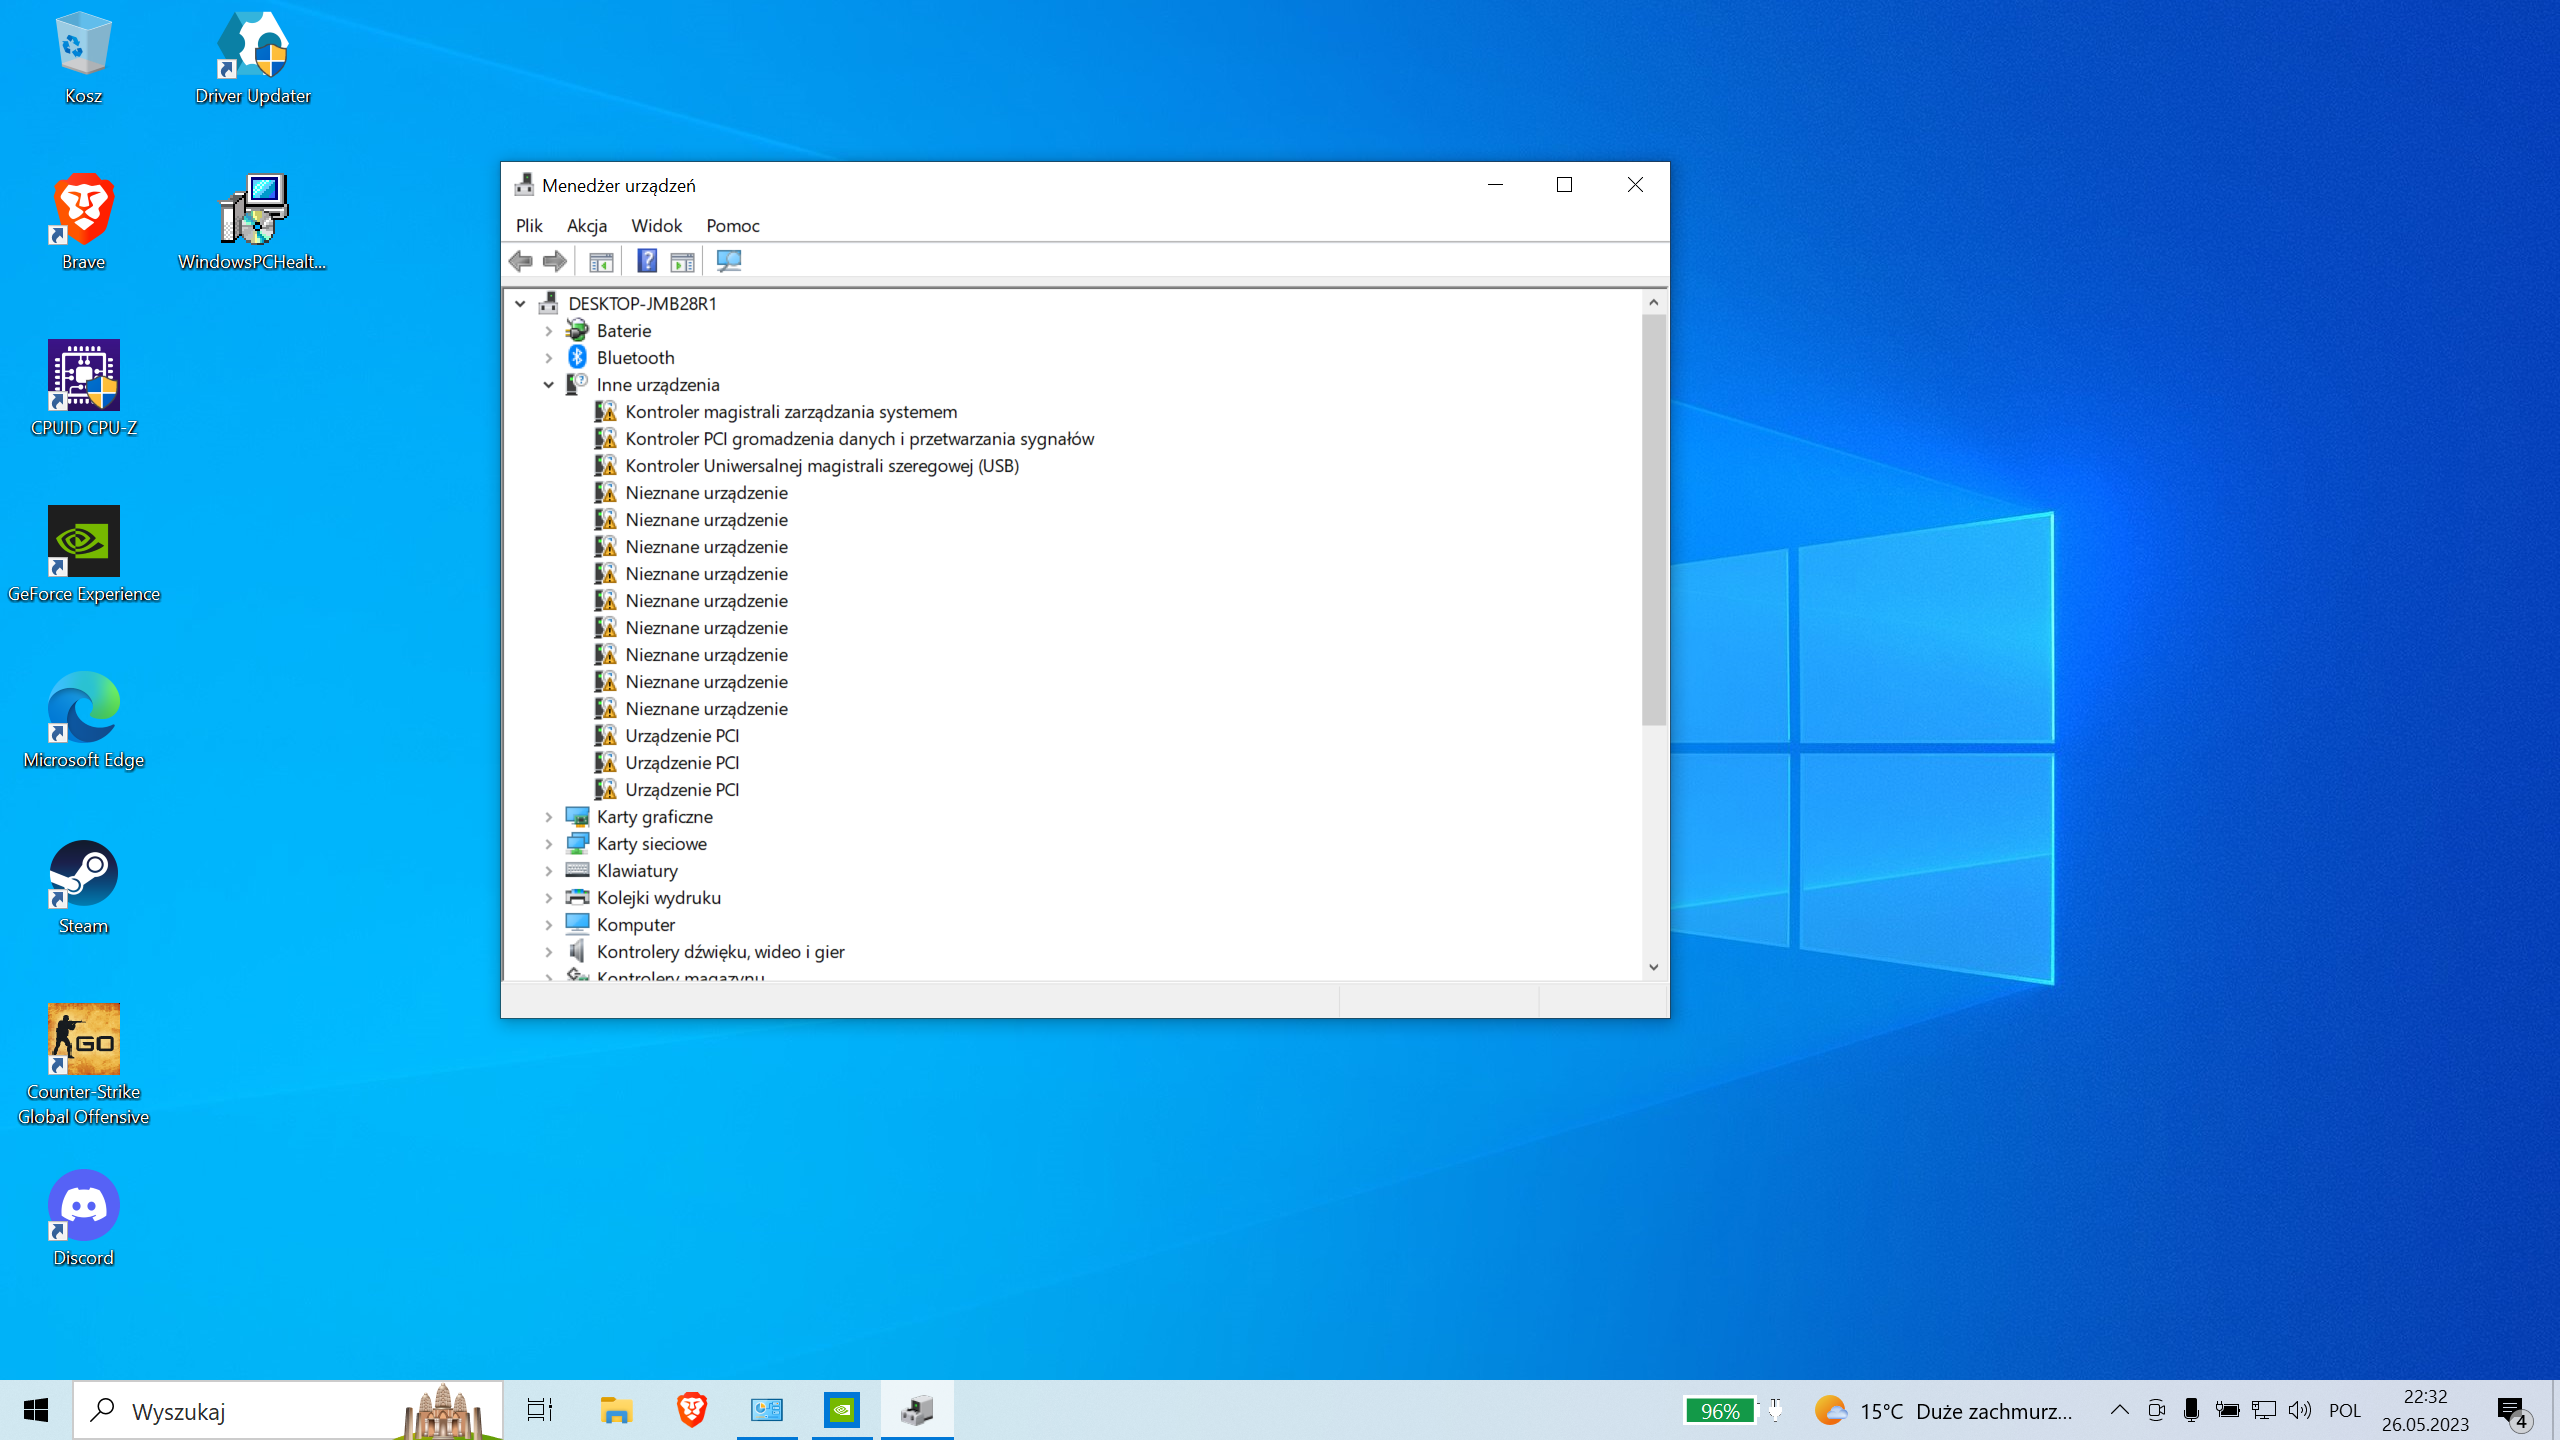 Kosz
Driver Updater
Brave
WindowsPCHealt...
CPUID CPU-Z
GeForce Experience
Microsoft Edge
Steam
GO
Counter-Strike
Global Offensive
Discord
Menedżer urządzeń
Plik Akcja Widok Pomoc
DESKTOP-JMB28R1
Baterie
Bluetooth
Inne urządzenia
Kontroler magistrali zarządzania systemem
Kontroler PCI gromadzenia danych i przetwarzania sygnałów
Kontroler Uniwersalnej magistrali szeregowej (USB)
Nieznane urządzenie
Nieznane urządzenie
Nieznane urządzenie
Nieznane urządzenie
Nieznane urządzenie
Nieznane urządzenie
Nieznane urządzenie
Nieznane urządzenie
Nieznane urządzenie
Urządzenie PCI
Urządzenie PCI
Urządzenie PCI
Karty graficzne
Karty sieciowe
Klawiatury
Kolejki wydruku
Komputer
Kontrolery dźwięku, wideo i gier
Kontrolery magazynu
Wyszukaj
96%
15°C Duże zachmurz...
POL
22:32
26.05.2023
4